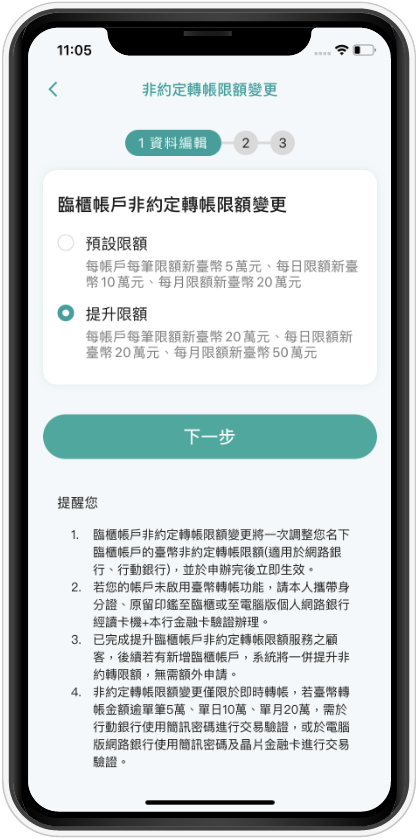 11:05
非約定轉帳限額變更
1 資料編輯 2 3
臨櫃帳戶非約定轉帳限額變更
預設限額
每帳戶每筆限額新臺幣5萬元、每日限額新臺
幣10萬元、每月限額新臺幣20萬元
提升限額
每帳戶每筆限額新臺幣20萬元、每日限額新
臺幣20萬元、每月限額新臺幣50萬元
下一步
提醒您
1. 臨櫃帳戶非約定轉帳限額變更將一次調整您名下
臨櫃帳戶的臺幣非約定轉帳限額(適用於網路銀
行、行動銀行)，並於申辦完後立即生效。
2. 若您的帳戶未啟用臺幣轉帳功能，請本人攜帶身
分證、原留印鑑至臨櫃或至電腦版個人網路銀行
經讀卡機+本行金融卡驗證辦理。
3. 已完成提升臨櫃帳戶非約定轉帳限額服務之顧
客，後續若有新增臨櫃帳戶，系統將一併提升非
約轉限額，無需額外申請。
4. 非約定轉帳限額變更僅限於即時轉帳，若臺幣轉
帳金額逾單筆5萬、單日10萬、單月20萬，需於
行動銀行使用簡訊密碼進行交易驗證，或於電腦
版網路銀行使用簡訊密碼及晶片金融卡進行交易
驗證。